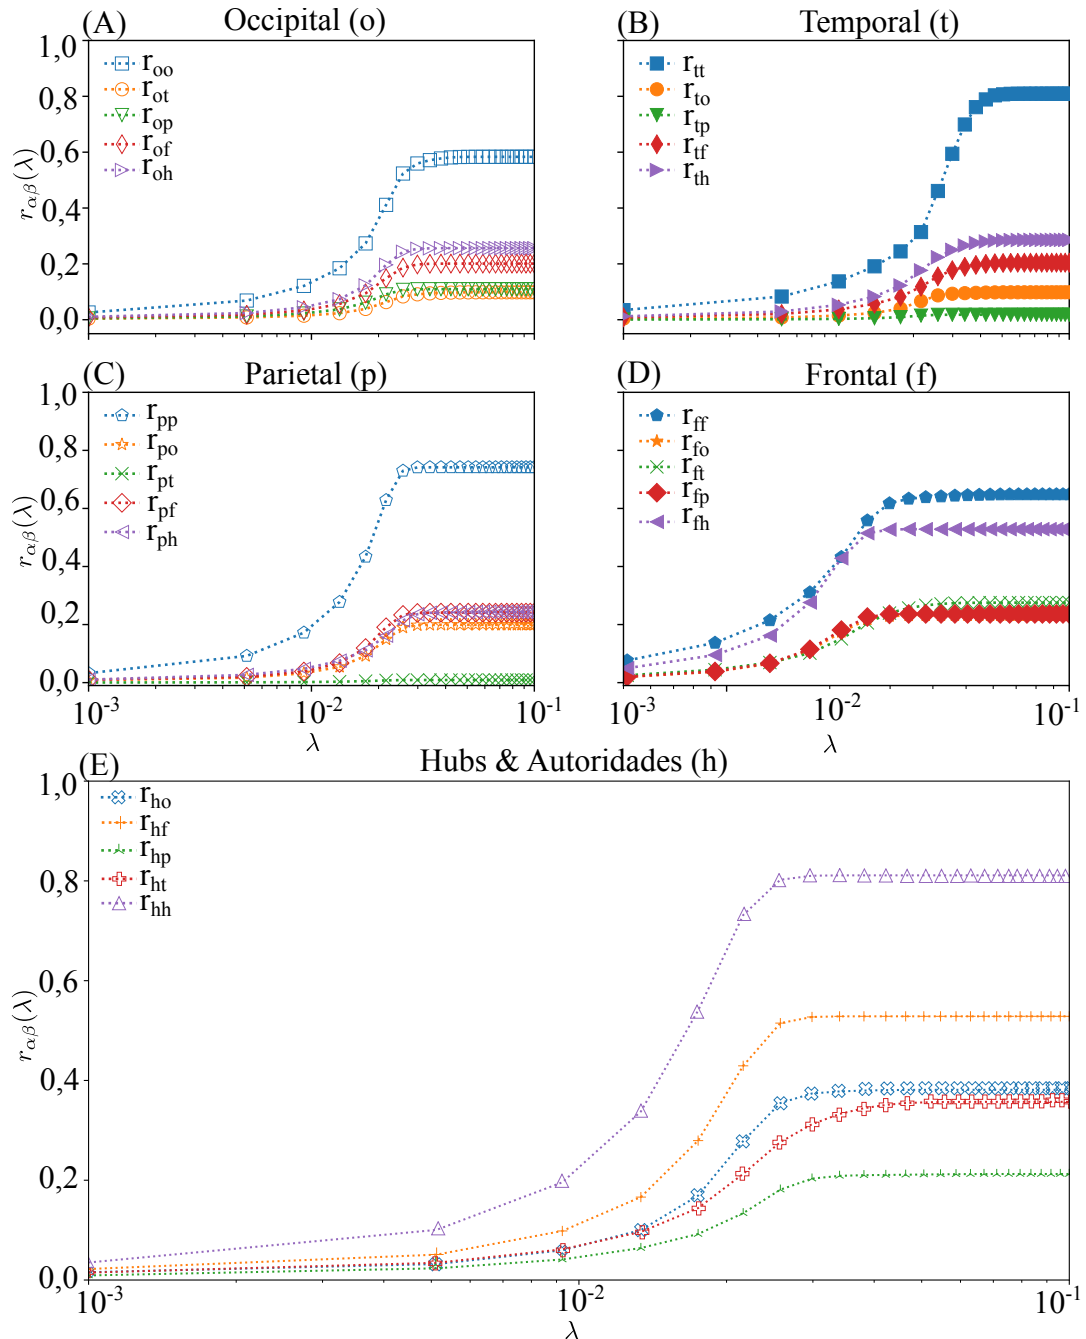 (A) Occipital (o)
1,0
0,8
0,6
0,4
0,2
0,0
r_αβ(λ)
r_oo
r_ot
r_op
r_of
r_oh
(B) Temporal (t)
r_tt
r_to
r_tp
r_tf
r_th
(C) Parietal (p)
1,0
0,8
0,6
0,4
0,2
0,0
r_αβ(λ)
r_pp
r_po
r_pt
r_pf
r_ph
10^-3 10^-2 10^-1
λ
(D) Frontal (f)
r_ff
r_fo
r_ft
r_fp
r_fh
10^-3 10^-2 10^-1
λ
(E) Hubs & Autoridades (h)
1,0
0,8
0,6
0,4
0,2
0,0
r_αβ(λ)
r_ho
r_hf
r_hp
r_ht
r_hh
10^-3 10^-2 10^-1
λ